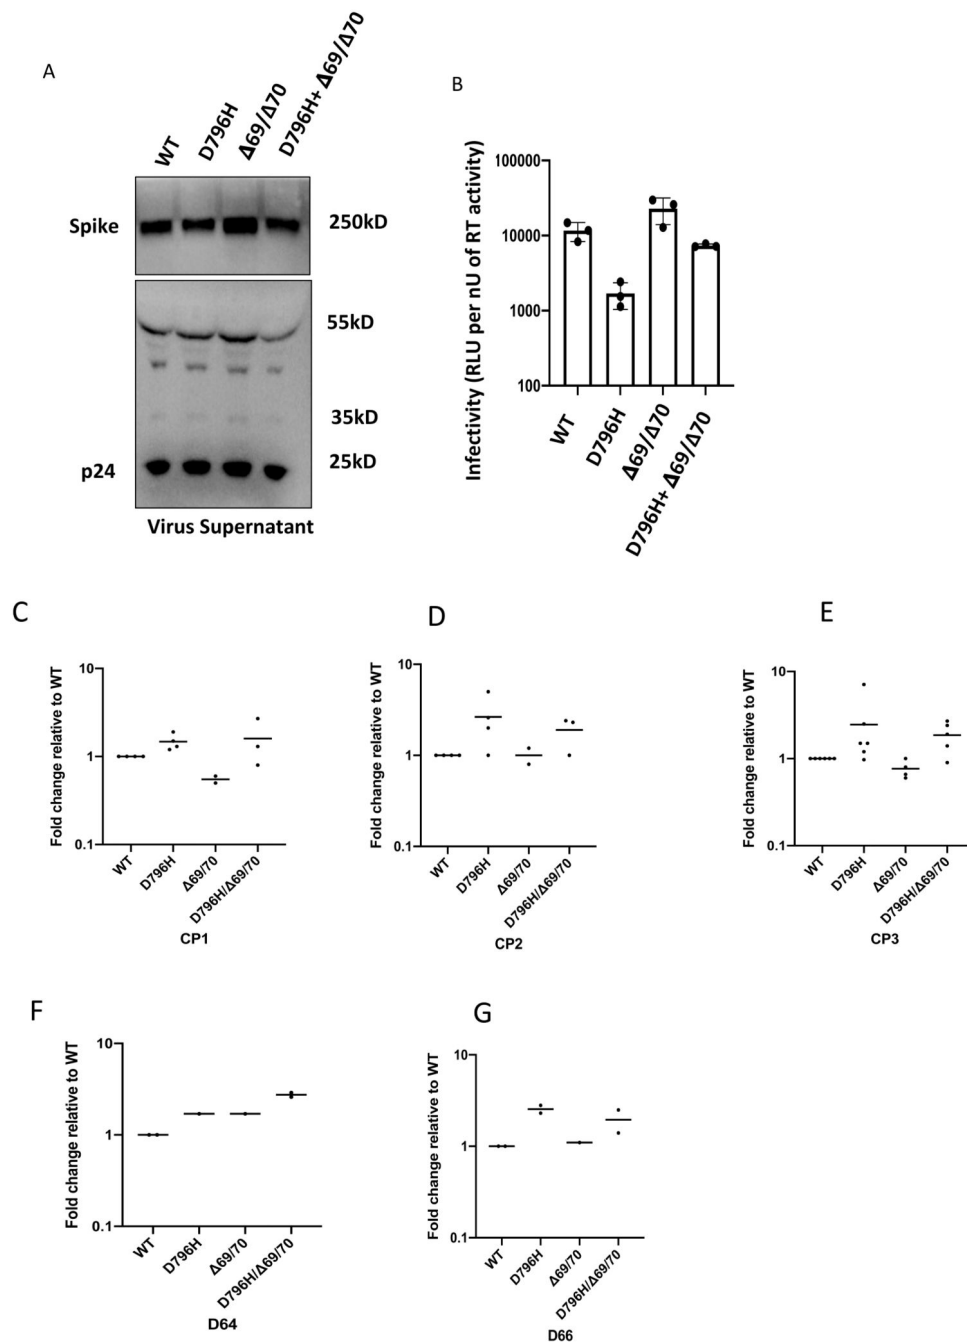 A
WT
D796H
Δ69/Δ70
D796H+ Δ69/Δ70
Spike
250kD
55kD
35kD
p24
25kD
Virus Supernatant
B
Infectivity (RLU per nU of RT activity)
100000
10000
1000
100
WT
D796H
Δ69/Δ70
D796H+ Δ69/Δ70
C
Fold change relative to WT
10
1
0.1
WT
D796H
Δ69/70
D796H/Δ69/70
CP1
D
Fold change relative to WT
10
1
0.1
WT
D796H
Δ69/70
D796H/Δ69/70
CP2
E
Fold change relative to WT
10
1
0.1
WT
D796H
Δ69/70
D796H/Δ69/70
CP3
F
Fold change relative to WT
10
1
0.1
WT
D796H
Δ69/70
D796H/Δ69/70
D64
G
Fold change relative to WT
10
1
0.1
WT
D796H
Δ69/70
D796H/Δ69/70
D66